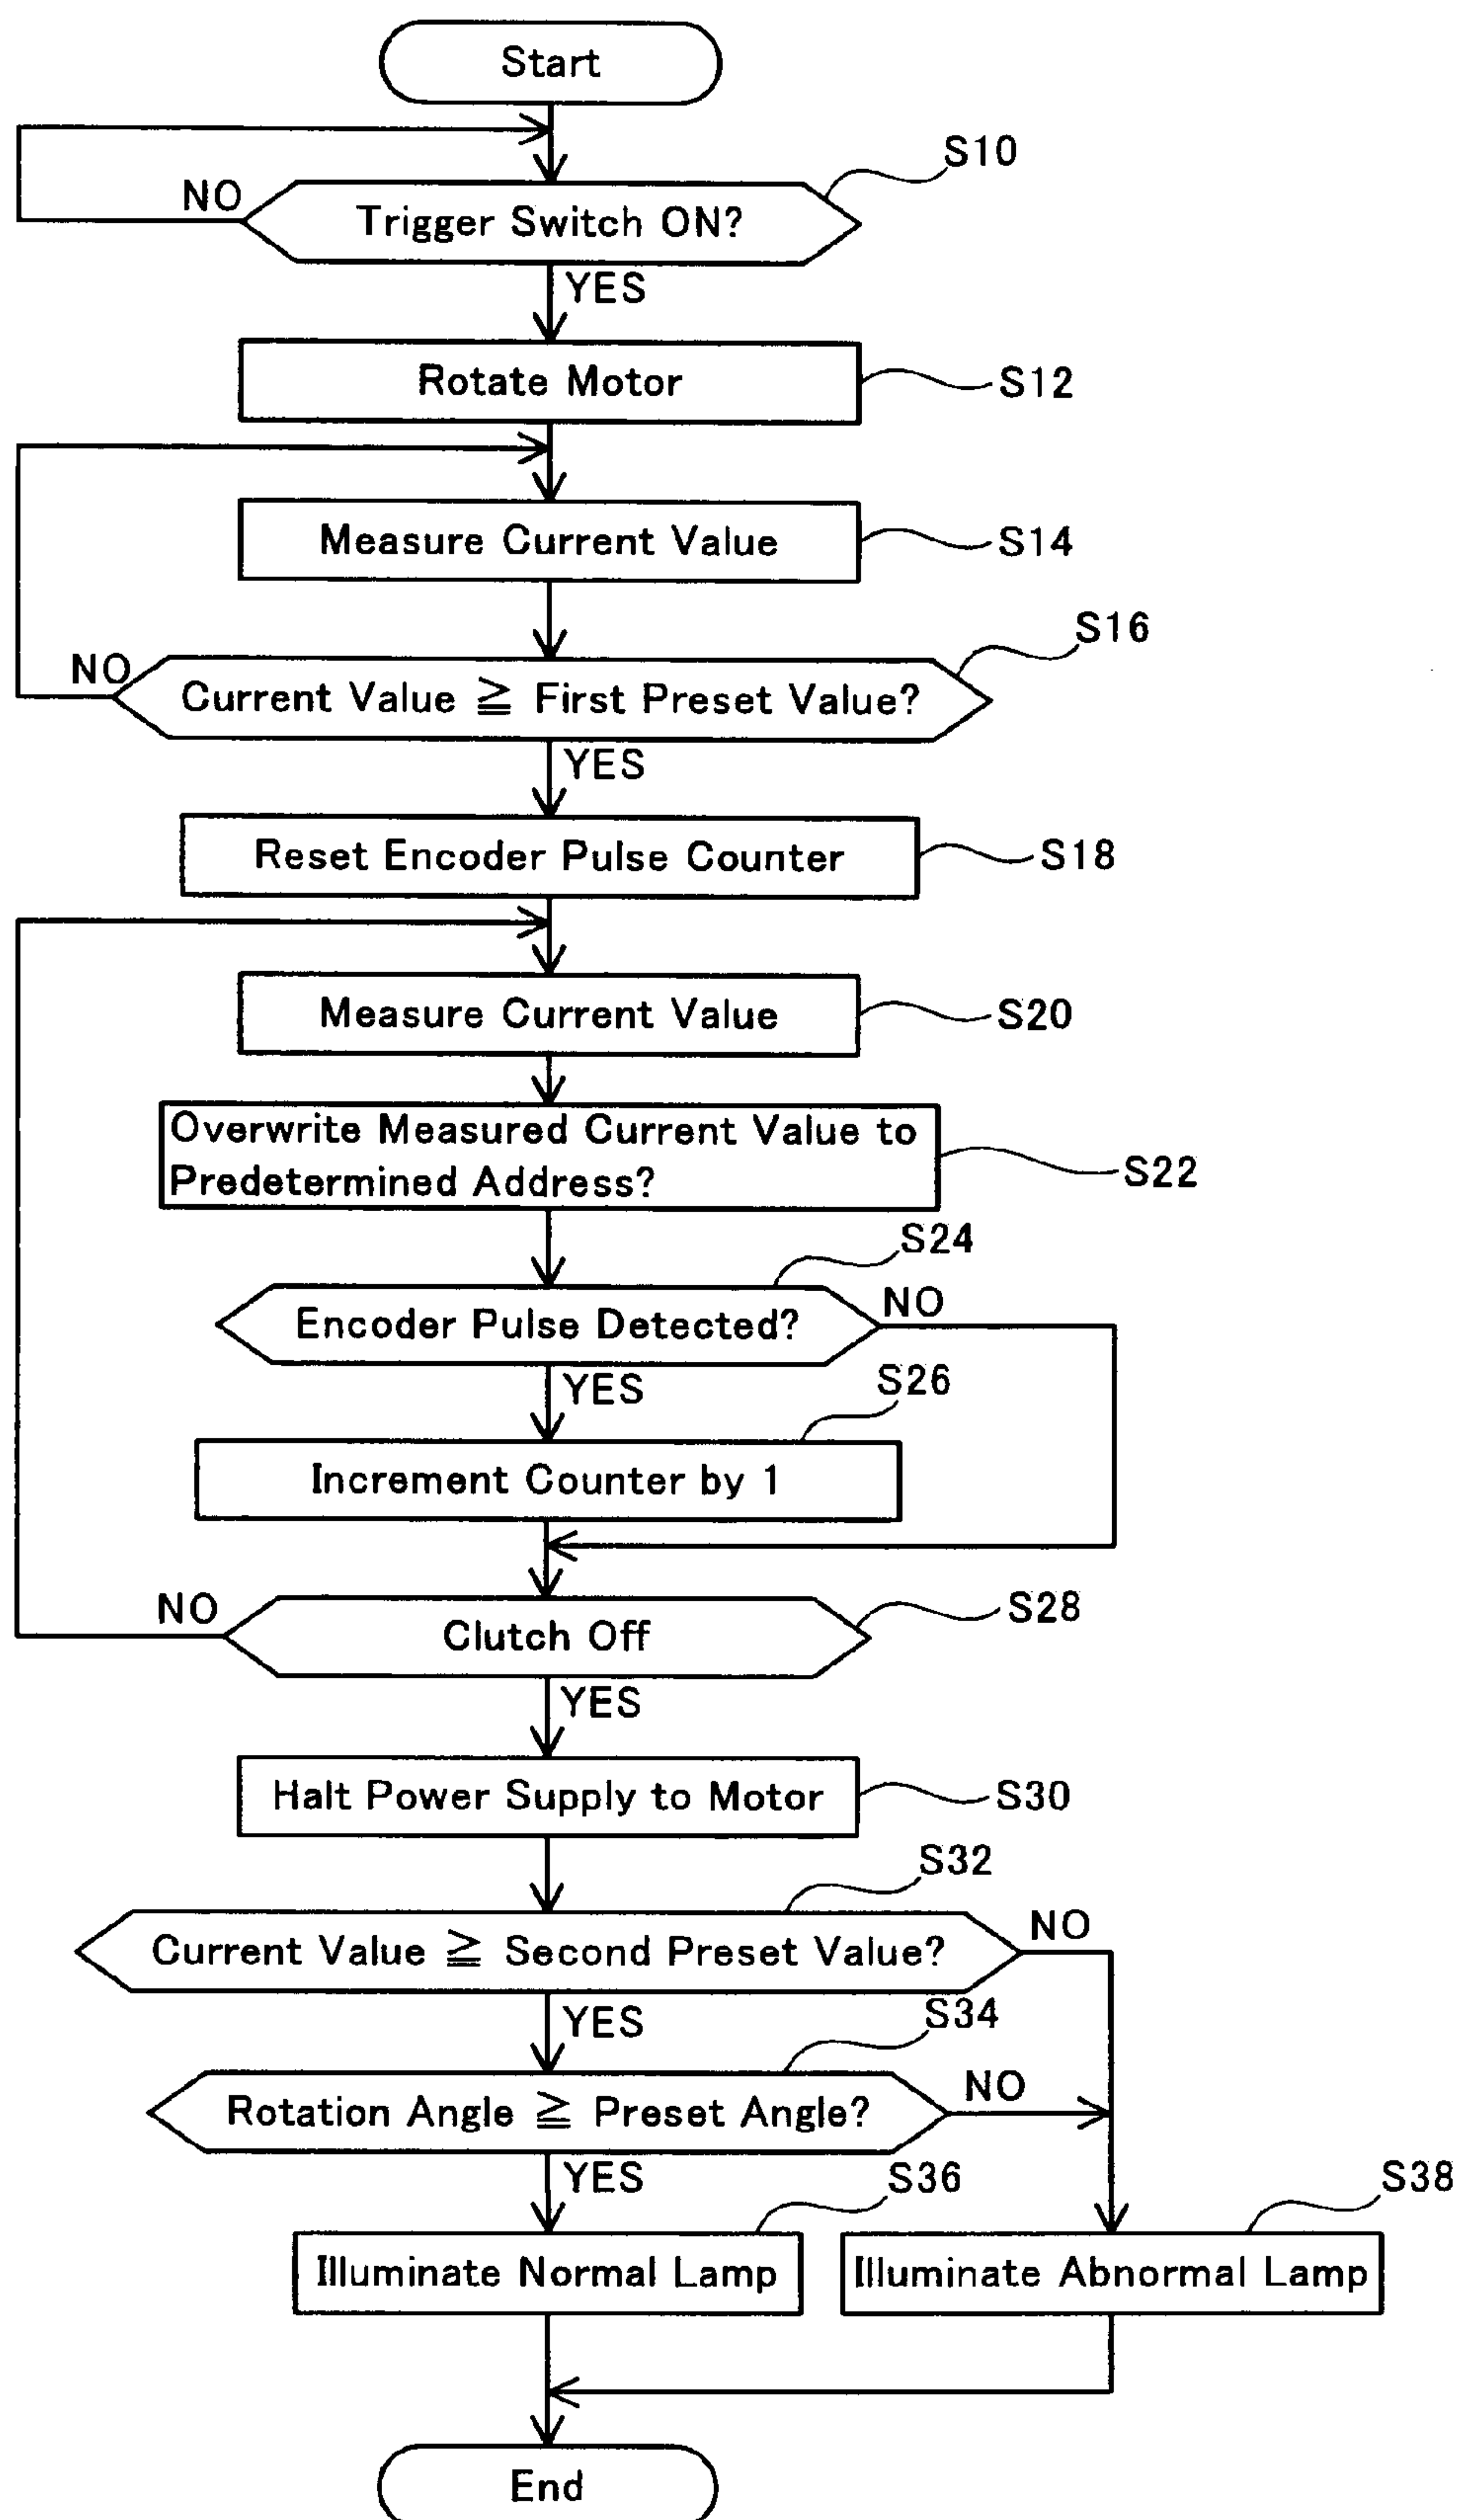 Start
S10
NO
Trigger Switch ON?
YES
Rotate Motor
S12
Measure Current Value
S14
S16
NO
Current Value ≧ First Preset Value?
YES
Reset Encoder Pulse Counter
S18
Measure Current Value
S20
Overwrite Measured Current Value to
Predetermined Address?
S22
S24
Encoder Pulse Detected?
NO
YES
S26
Increment Counter by 1
NO
Clutch Off
S28
YES
Halt Power Supply to Motor
S30
S32
Current Value ≧ Second Preset Value?
NO
YES
S34
Rotation Angle ≧ Preset Angle?
NO
YES
S36
S38
Illuminate Normal Lamp
Illuminate Abnormal Lamp
End